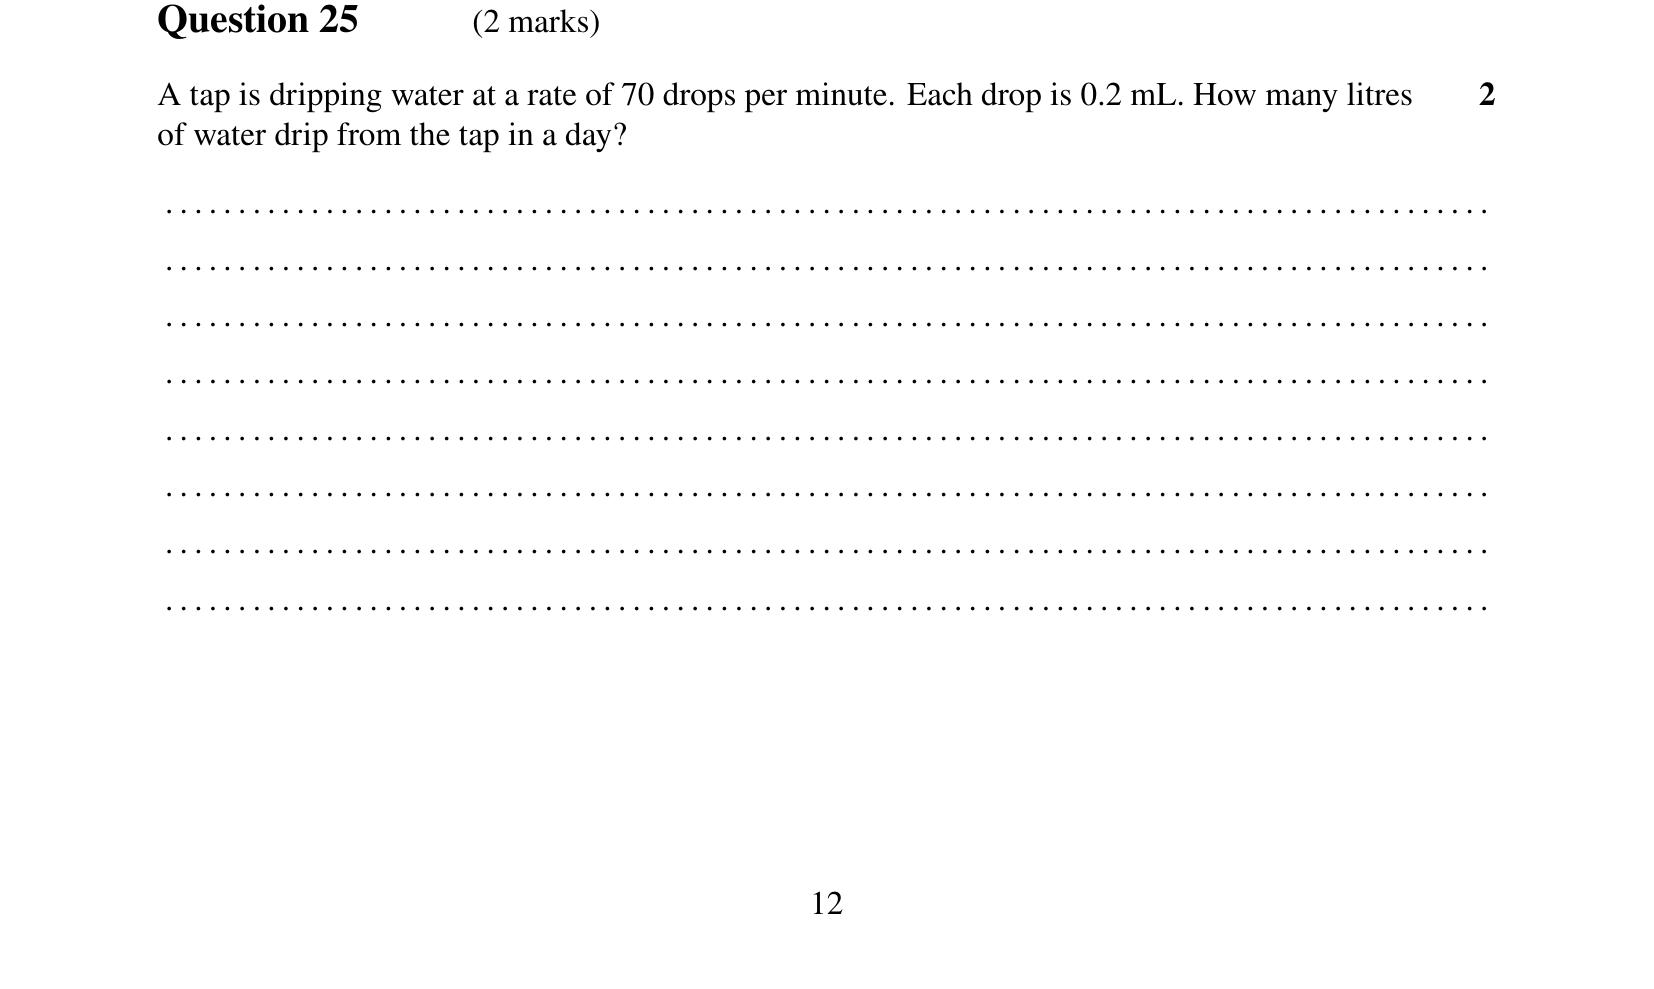 Question 25 (2 marks)
A tap is dripping water at a rate of 70 drops per minute. Each drop is 0.2 mL. How many litres 2
of water drip from the tap in a day?
12